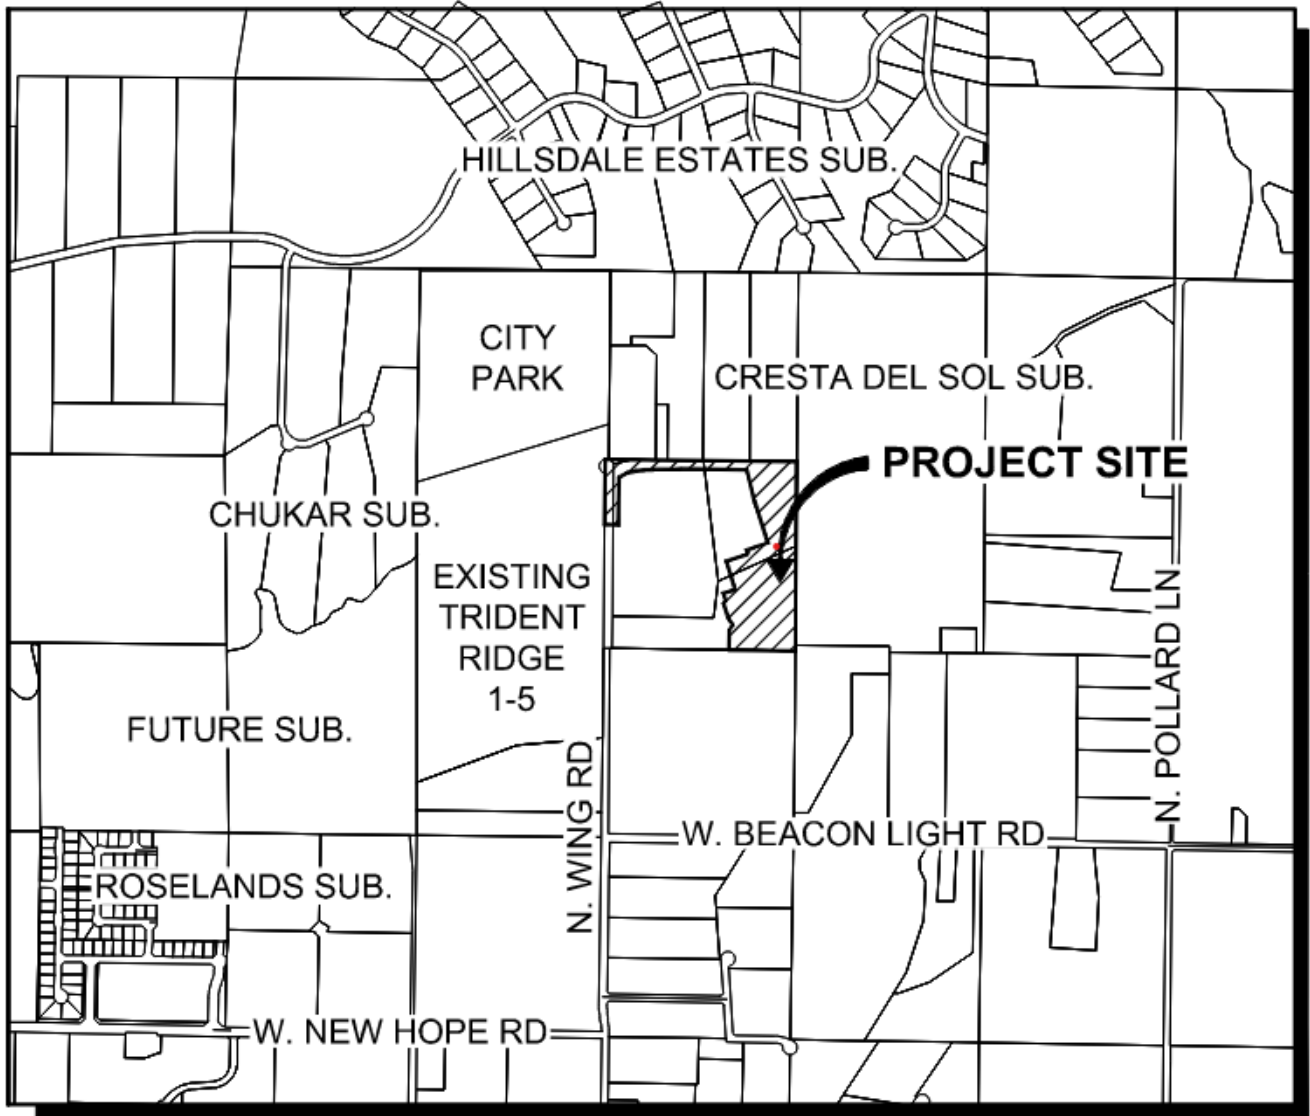 HILLSDALE ESTATES SUB.
CITY
PARK
CRESTA DEL SOL SUB.
PROJECT SITE
CHUKAR SUB.
EXISTING
TRIDENT
RIDGE
1-5
FUTURE SUB.
N. WING RD
N. POLLARD LN
W. BEACON LIGHT RD
ROSELANDS SUB.
W. NEW HOPE RD